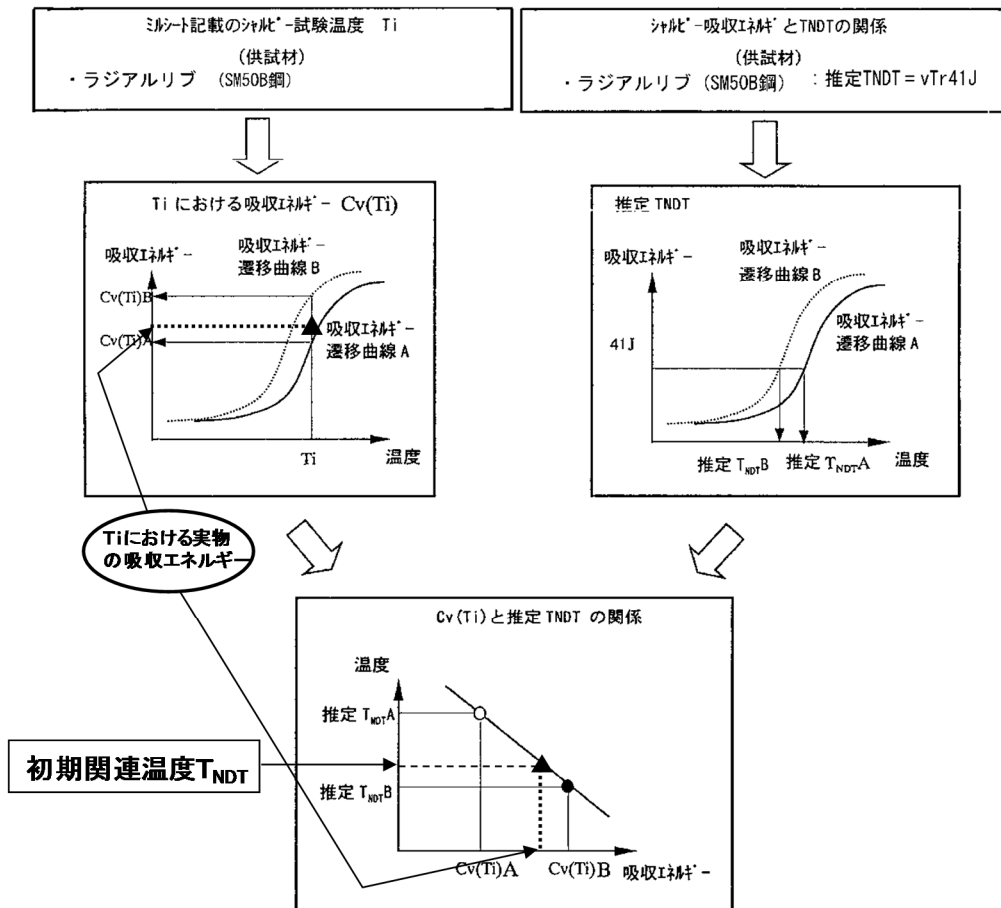 ミルシート記載のシャルピー試験温度 Ti
(供試材)
・ラジアルリブ (SM50B鋼)
シャルピー吸収エネルギとTNDTの関係
(供試材)
・ラジアルリブ (SM50B鋼) :推定TNDT=vTr41J
Ti における吸収エネルギー Cv(Ti)
吸収エネルギー
吸収エネルギー
遷移曲線 B
Cv(Ti)B
Cv(Ti)A
吸収エネルギー
遷移曲線 A
Ti
温度
推定 TNDT
吸収エネルギー
吸収エネルギー
遷移曲線 B
吸収エネルギー
遷移曲線 A
41J
推定 TNDTB
推定 TNDTA
温度
Tiにおける実物
の吸収エネルギー
Cv(Ti)と推定 TNDT の関係
温度
推定 TNDTA
初期関連温度TNDT
推定 TNDTB
Cv(Ti)A
Cv(Ti)B
吸収エネルギー